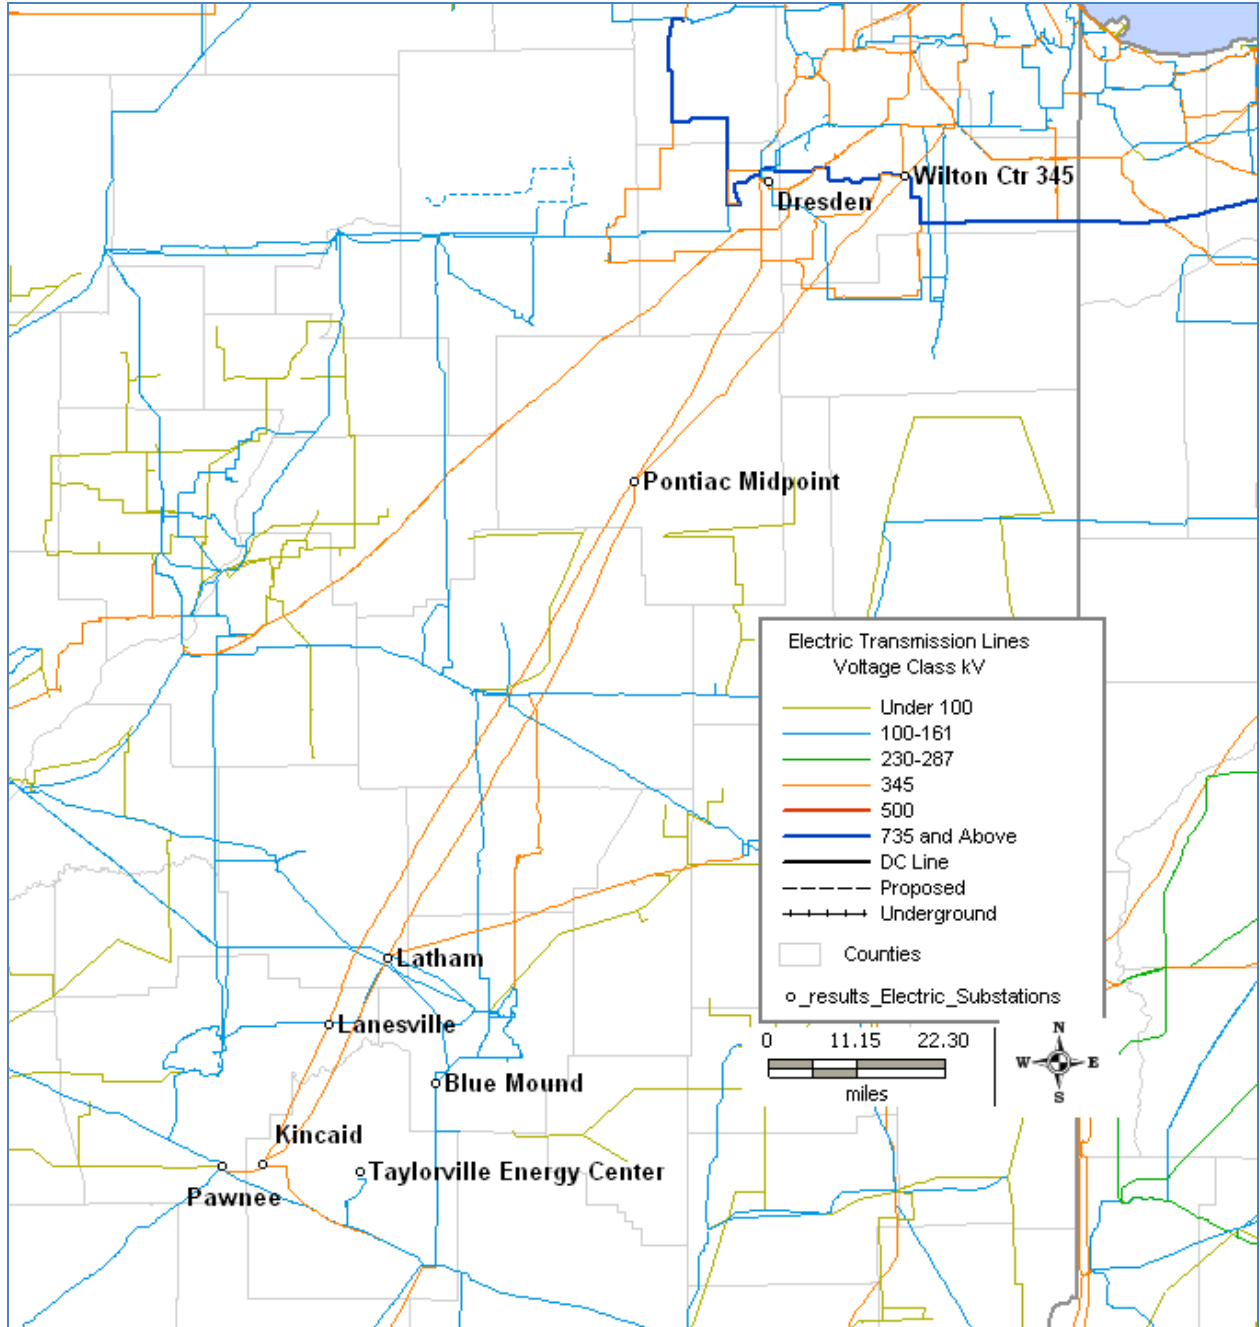 Wilton Ctr 345
Dresden
Pontiac Midpoint
Electric Transmission Lines
Voltage Class kV
Under 100
100-161
230-287
345
500
735 and Above
DC Line
Proposed
Underground
Counties
_results_Electric_Substations
0 11.15 22.30
miles
N
W E
S
Latham
Lanesville
Blue Mound
Kincaid
Taylorville Energy Center
Pawnee